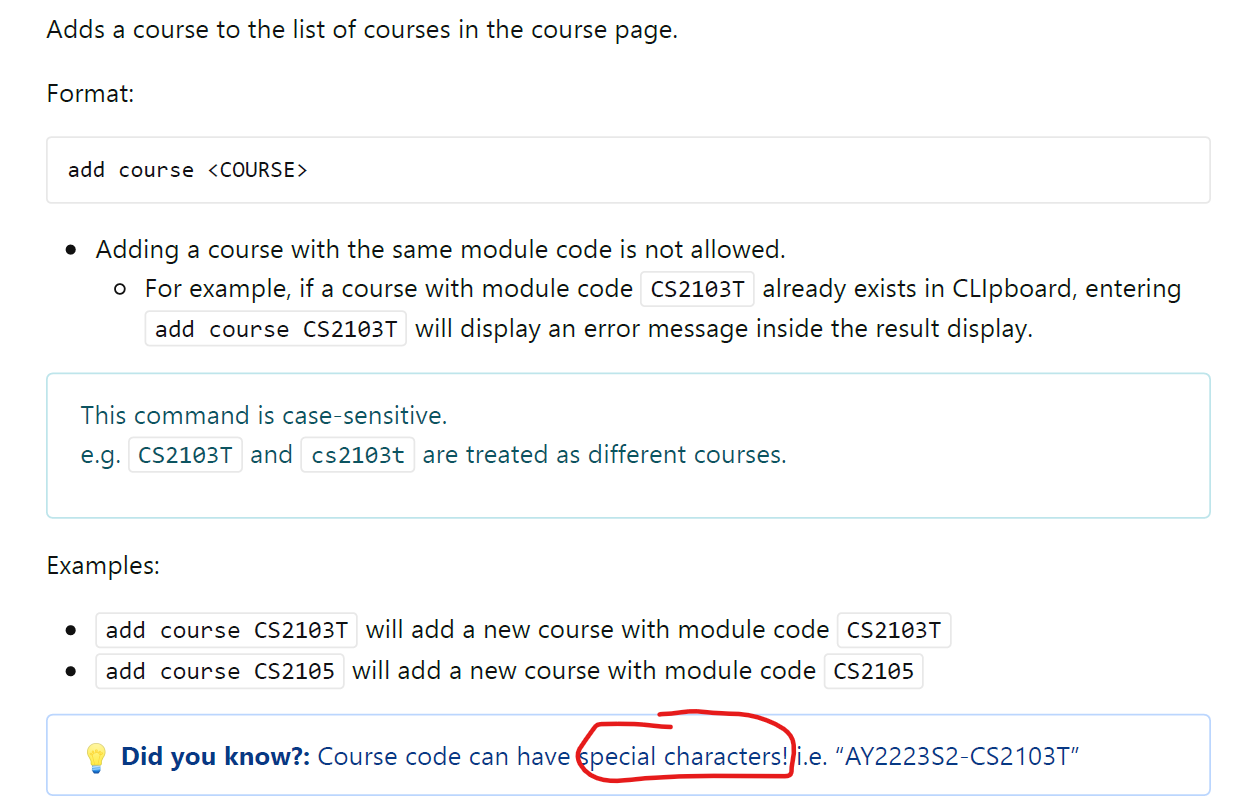 Adds a course to the list of courses in the course page.
Format:
add course <COURSE>
Adding a course with the same module code is not allowed.
For example, if a course with module code CS2103T already exists in CLIpboard, entering
add course CS2103T will display an error message inside the result display.
This command is case-sensitive.
e.g. CS2103T and cs2103t are treated as different courses.
Examples:
add course CS2103T will add a new course with module code CS2103T
add course CS2105 will add a new course with module code CS2105
Did you know?: Course code can have special characters! i.e. “AY2223S2-CS2103T”